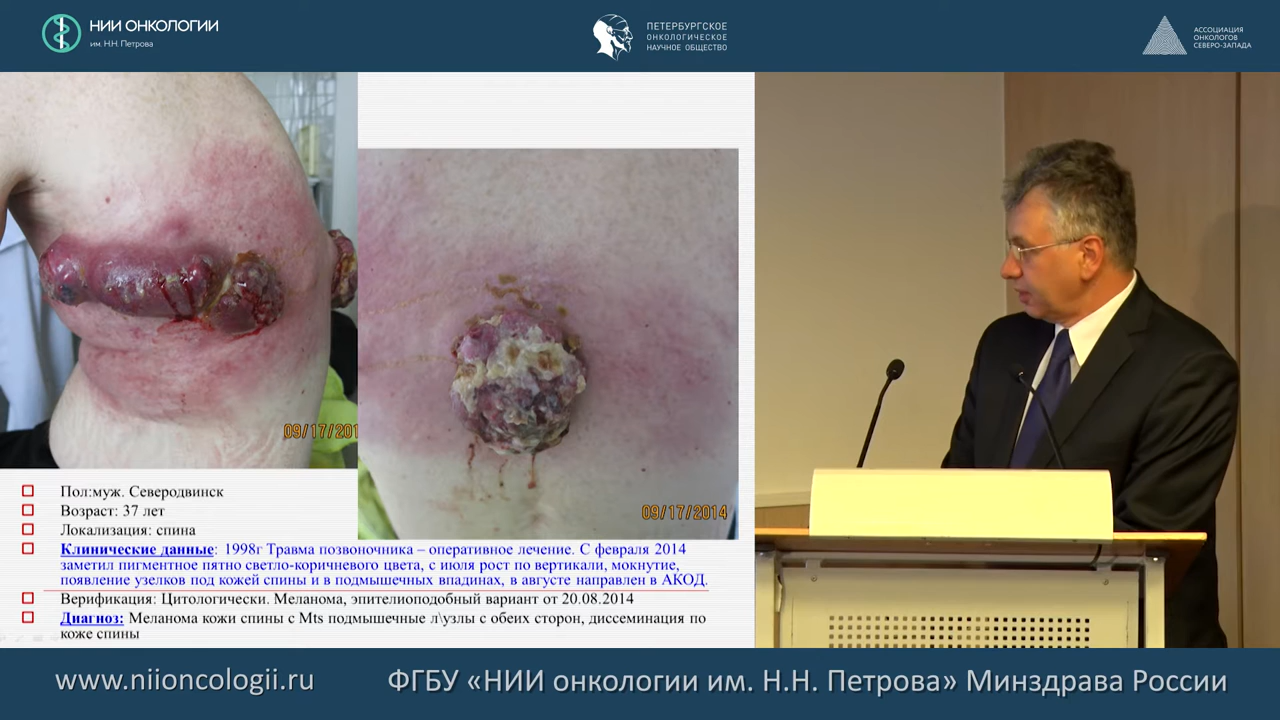 НИИ ОНКОЛОГИИ
им. Н.Н. Петрова
ПЕТЕРБУРГСКОЕ
ОНКОЛОГИЧЕСКОЕ
НАУЧНОЕ ОБЩЕСТВО
АССОЦИАЦИЯ
ОНКОЛОГОВ
СЕВЕРО-ЗАПАДА
09/17/201
09/17/2014
Пол:муж. Северодвинск
Возраст: 37 лет
Локализация: спина
Клинические данные: 1998г Травма позвоночника – оперативное лечение. С февраля 2014
заметил пигментное пятно светло-коричневого цвета, с июля рост по вертикали, мокнутие,
появление узелков под кожей спины и в подмышечных впадинах, в августе направлен в АКОД.
Верификация: Цитологически. Меланома, эпителиоподобный вариант от 20.08.2014
Диагноз: Меланома кожи спины с Mts подмышечные л\узлы с обеих сторон, диссеминация по
коже спины
www.niioncologii.ru
ФГБУ «НИИ онкологии им. Н.Н. Петрова» Минздрава России